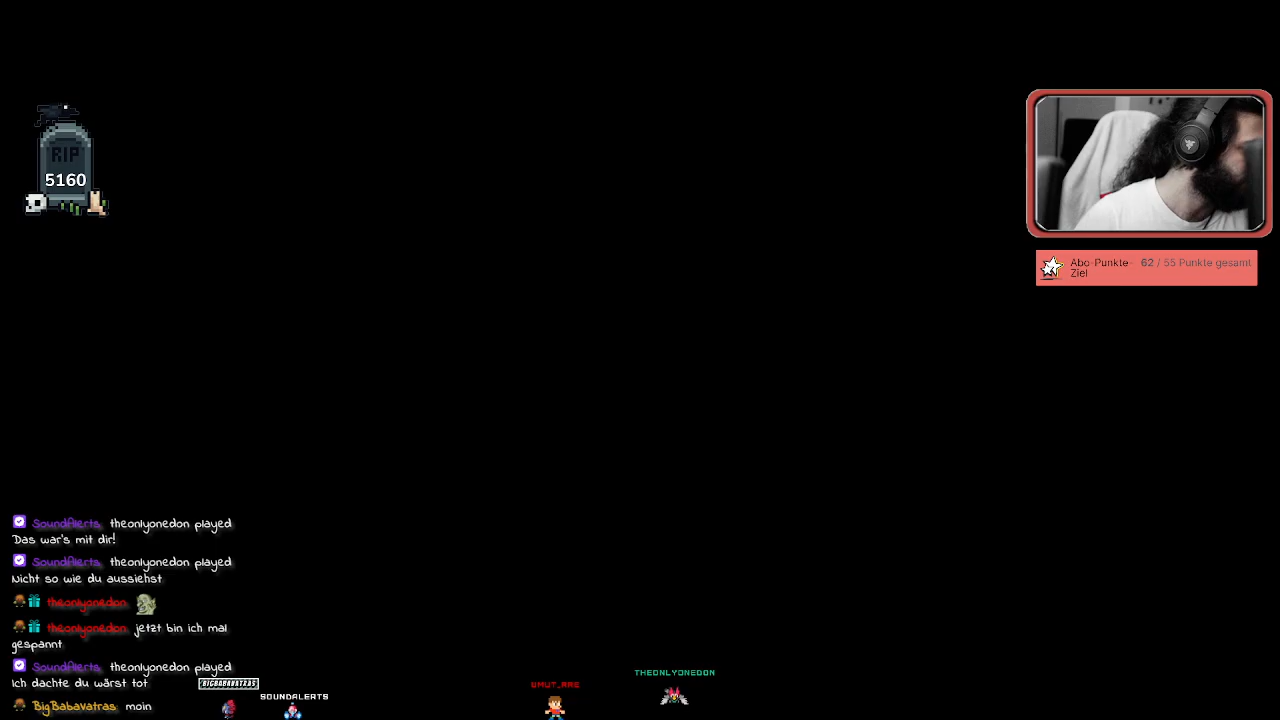 RIP
5160
Abo-Punkte- 62 / 55 Punkte gesamt
Ziel
SoundAlerts theonlyonedon played
Das war's mit dir!
SoundAlerts theonlyonedon played
Nicht so wie du aussiehst
theonlyonedon
theonlyonedon jetzt bin ich mal
gespannt
SoundAlerts theonlyonedon played
Ich dachte du wärst tot
BigBabaVatras moin
BIGBABAVATRAS
SOUNDALERTS
THEONLYONEDON